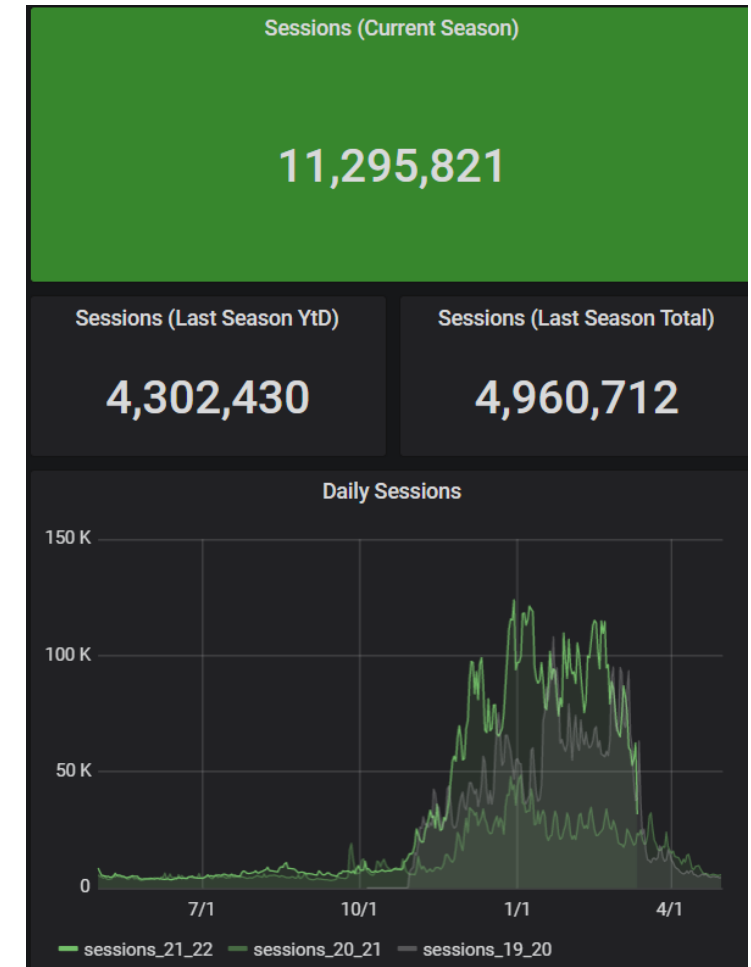 Sessions (Current Season)
11,295,821
Sessions (Last Season YtD)
Sessions (Last Season Total)
4,302,430
4,960,712
Daily Sessions
150 K
100 K
50 K
0
7/1
10/1
1/1
4/1
sessions_21_22
sessions_20_21
sessions_19_20